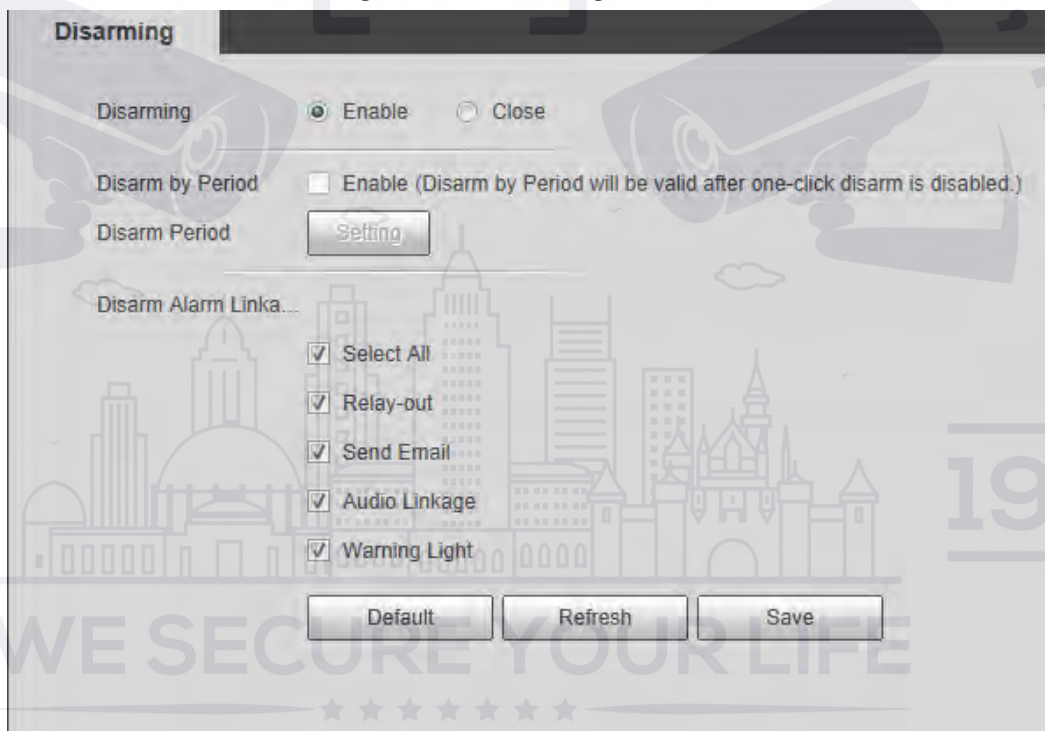 Disarming
Disarming Enable Close
Disarm by Period Enable (Disarm by Period will be valid after one-click disarm is disabled.)
Disarm Period Setting
Disarm Alarm Linka...
Select All
Relay-out
Send Email
Audio Linkage
Warning Light
19
Default Refresh Save
WE SECURE YOUR LIFE